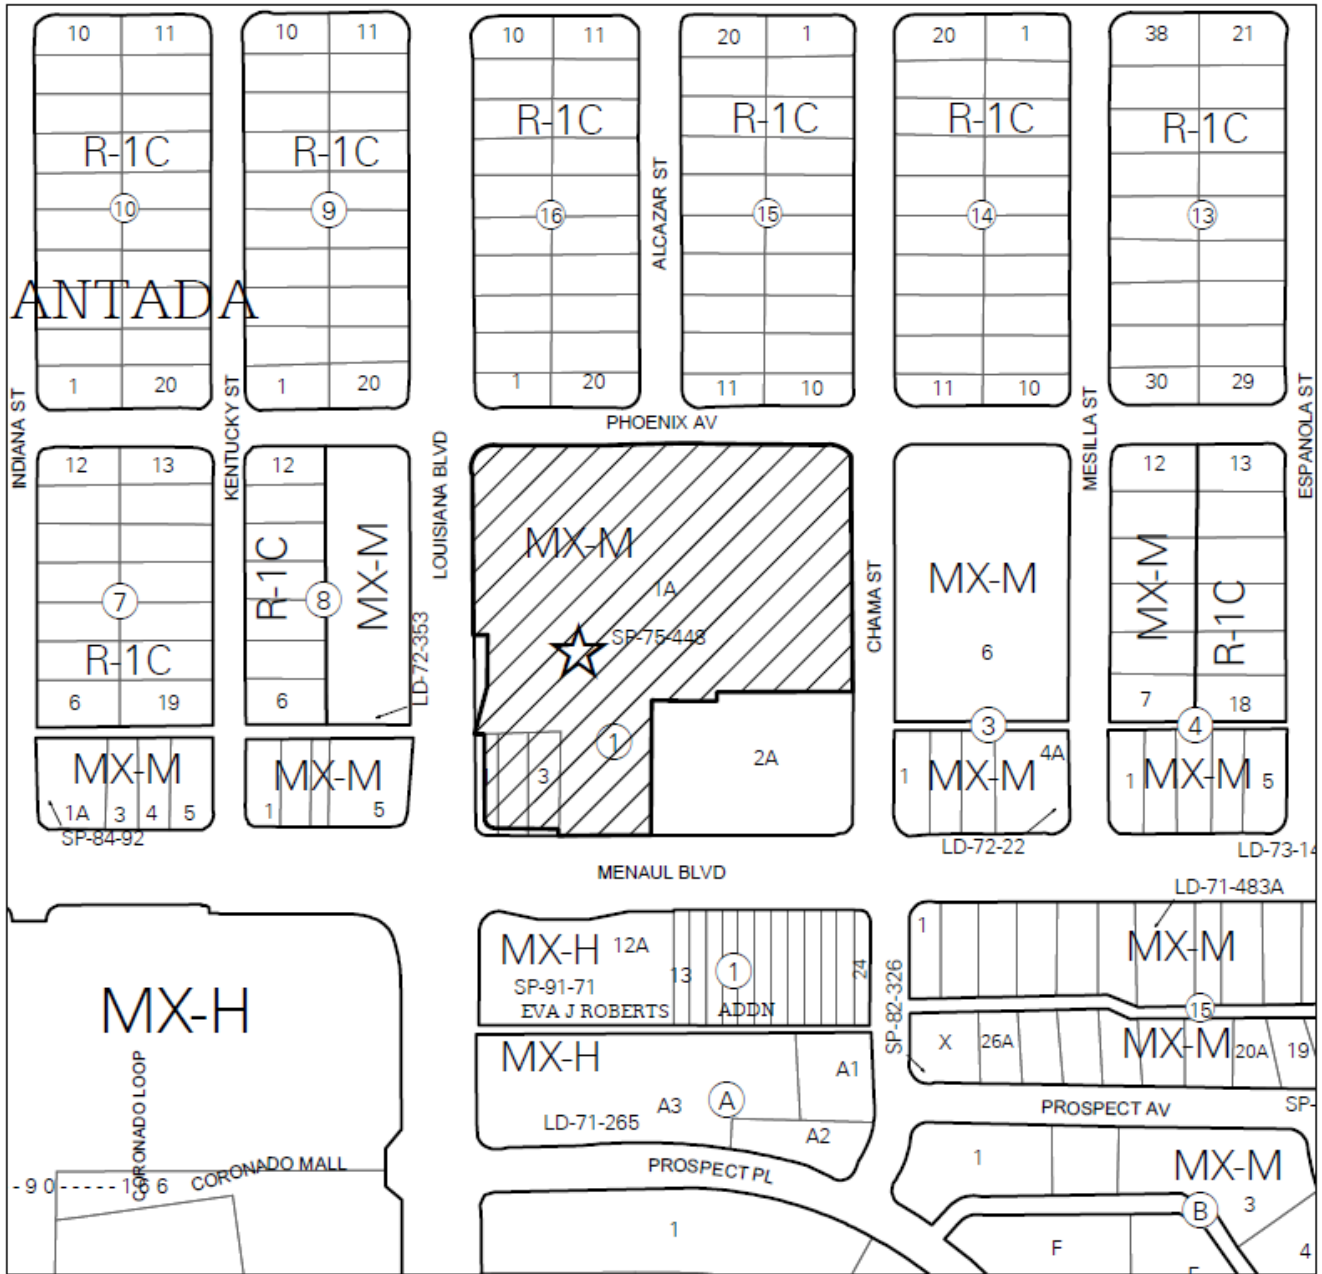 10 11 10 11 10 11 20 1 20 1 38 21
R-1C R-1C R-1C R-1C R-1C R-1C
10 9 16 15 14 13
ALCAZAR ST
ANTADA
1 20 1 20 1 20 11 10 11 10 30 29
INDIANA ST
KENTUCKY ST
LOUISIANA BLVD
PHOENIX AV
MESILLA ST
ESPANOLA ST
12 13 12 12 13
MX-M
R-1C
MX-M
MX-M
MX-M
R-1C
1A
7 8
CHAMA ST
SP-75-448
R-1C
LD-72-353
6
6 19 6 7 18
1 3 4
MX-M MX-M 3 2A 1 MX-M 4A 1 MX-M 5
1A 3 4 5 1 5
SP-84-92
LD-72-22
LD-73-14
MENAUL BLVD
LD-71-483A
MX-H 12A 13 1 24
1 MX-M
SP-91-71
EVA J ROBERTS ADDN
SP-82-326
15
MX-H
MX-H
X 26A MX-M 20A 19
A1
A3 A
LD-71-265
A2
PROSPECT AV
SP-
CORONADO LOOP
CORONADO MALL
PROSPECT PL
1 MX-M
-90-----166
B 3
1
F
4